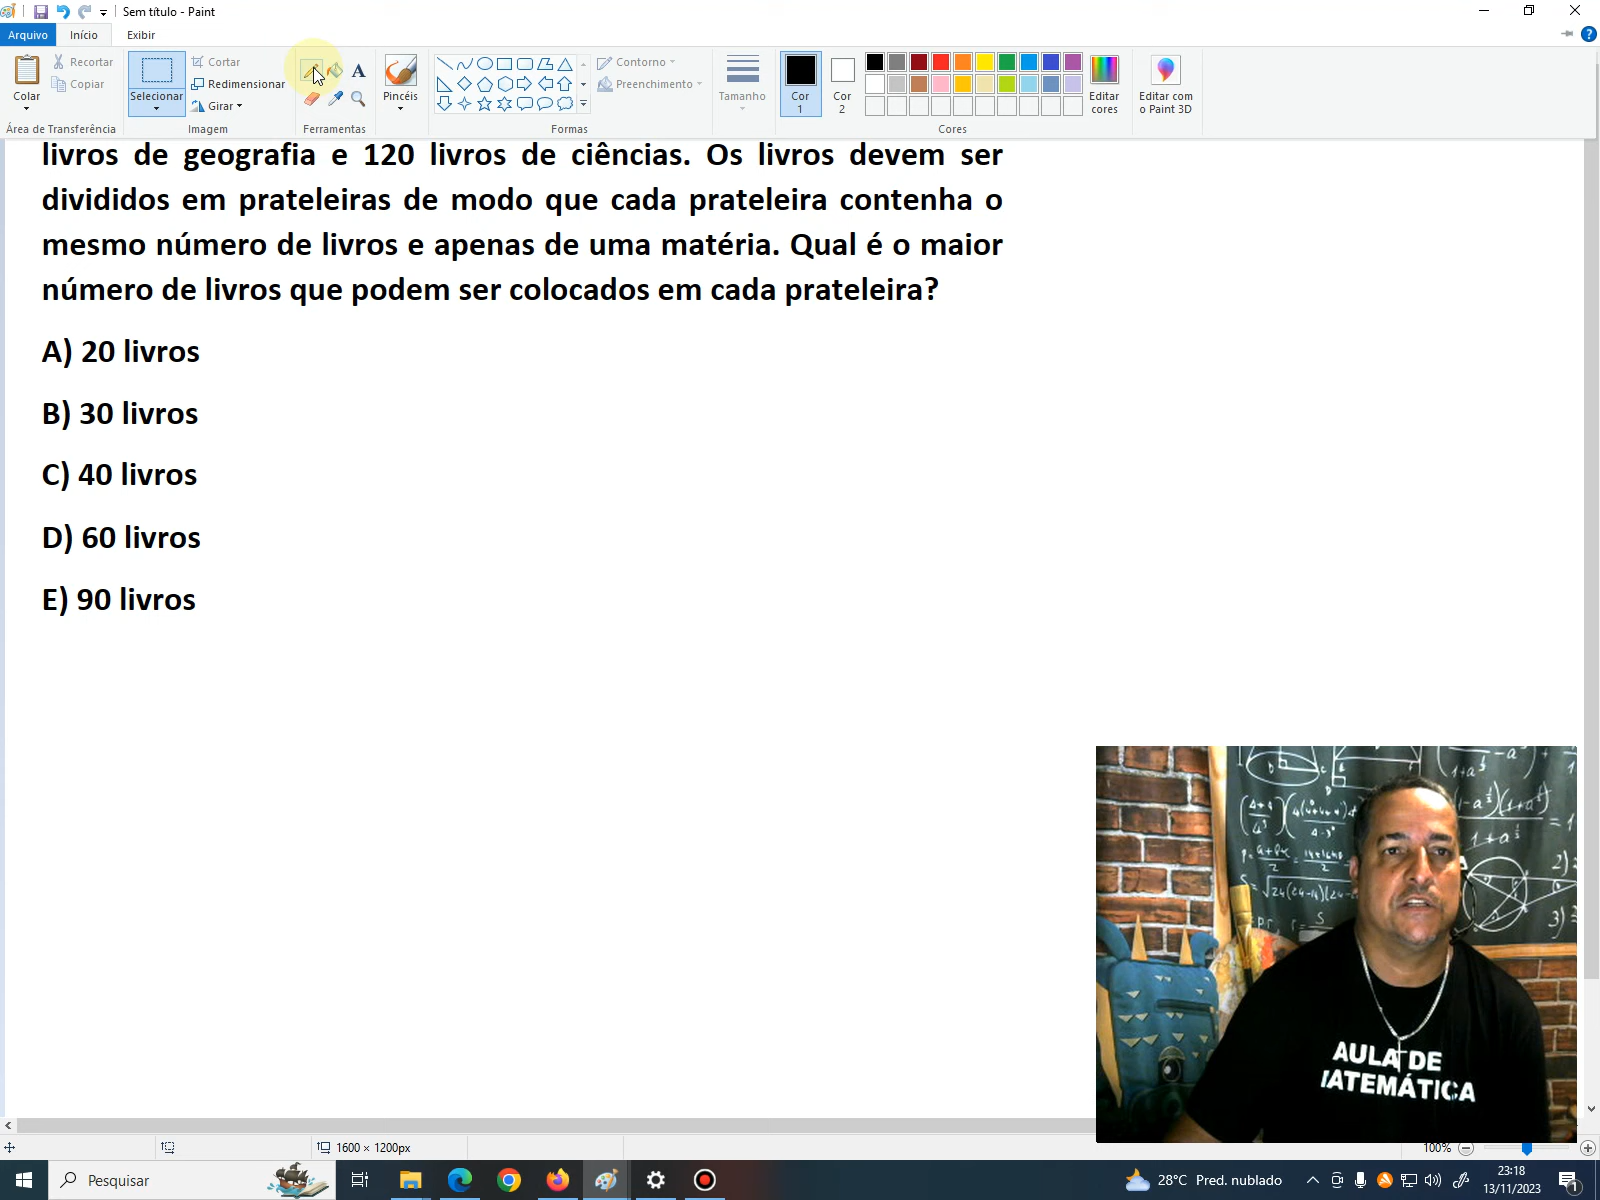 Sem título - Paint
Arquivo Início Exibir
Colar
Recortar
Copiar
Área de Transferência
Selecionar
Cortar
Redimensionar
Girar
Imagem
A
Ferramentas
Pincéis
Formas
Contorno
Preenchimento
Tamanho
Cor 1
Cor 2
Cores
Editar cores
Editar com o Paint 3D
livros de geografia e 120 livros de ciências. Os livros devem ser
divididos em prateleiras de modo que cada prateleira contenha o
mesmo número de livros e apenas de uma matéria. Qual é o maior
número de livros que podem ser colocados em cada prateleira?
A) 20 livros
B) 30 livros
C) 40 livros
D) 60 livros
E) 90 livros
AULA DE
MATEMÁTICA
1600 × 1200px
100%
Pesquisar
28°C Pred. nublado
23:18
13/11/2023
1